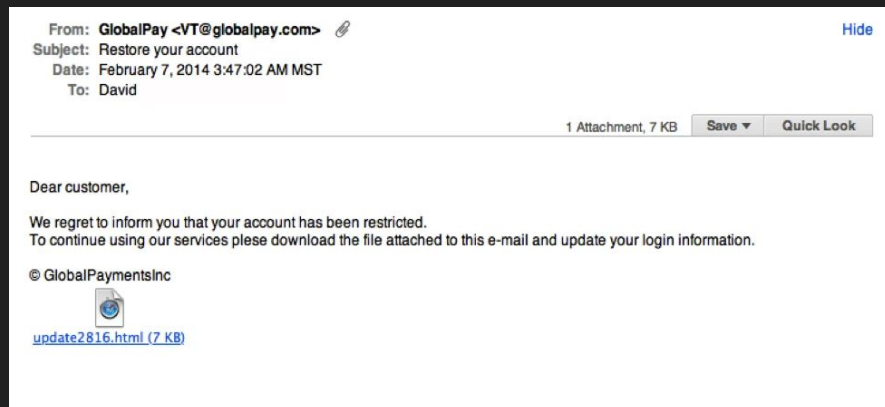 From: GlobalPay <VT@globalpay.com> Hide
Subject: Restore your account
Date: February 7, 2014 3:47:02 AM MST
To: David
1 Attachment, 7 KB Save Quick Look
Dear customer,
We regret to inform you that your account has been restricted.
To continue using our services plese download the file attached to this e-mail and update your login information.
© GlobalPaymentsInc
update2816.html (7 KB)